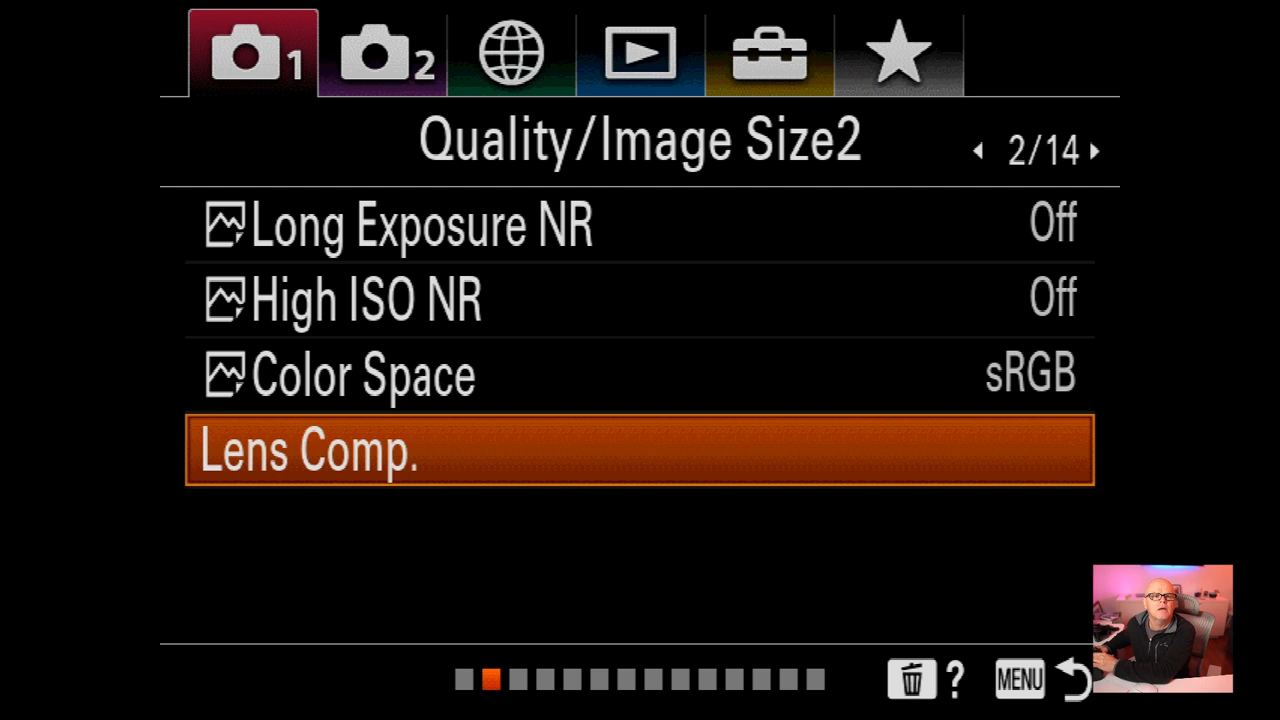 1 2
Quality/Image Size2 2/14
Long Exposure NR Off
High ISO NR Off
Color Space sRGB
Lens Comp.
? MENU